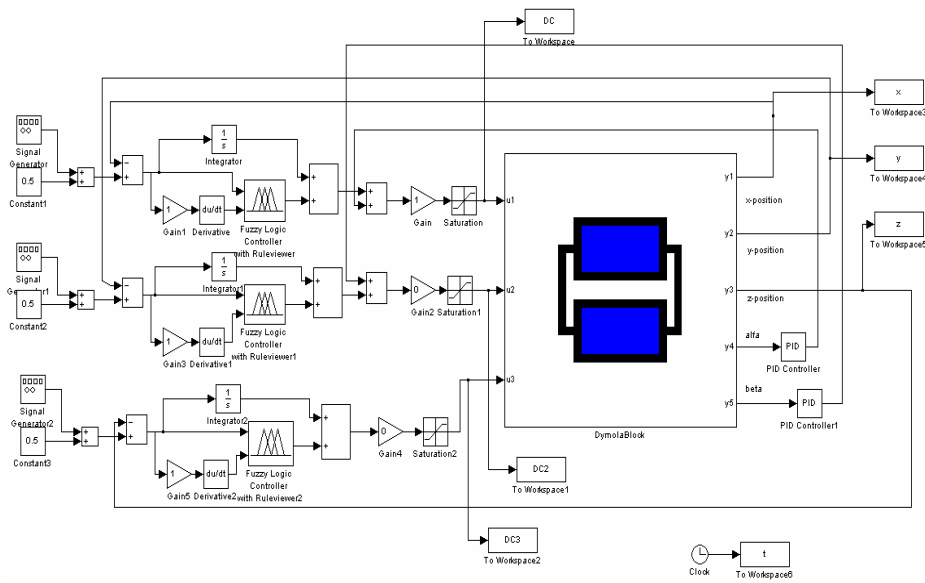 DC
To Workspace
x
To Workspace3
Signal
Generator
0.5
Constant1
1
s
Integrator
1
Gain1
du/dt
Derivative
Fuzzy Logic
Controller
with Ruleviewer
1
Gain
Saturation
u1
y1
x-position
y
To Workspace4
z
To Workspace5
Signal
Generator1
0.5
Constant2
1
s
Integrator1
1
Gain3
du/dt
Derivative1
Fuzzy Logic
Controller
with Ruleviewer1
0
Gain2
Saturation1
u2
y2
y-position
y3
z-position
alfa
y4
PID
PID Controller
beta
y5
PID
PID Controller1
u3
DymolaBlock
Signal
Generator2
0.5
Constant3
1
s
Integrator2
1
Gain5
du/dt
Derivative2
Fuzzy Logic
Controller
with Ruleviewer2
0
Gain4
Saturation2
DC2
To Workspace1
DC3
To Workspace2
Clock
t
To Workspace6